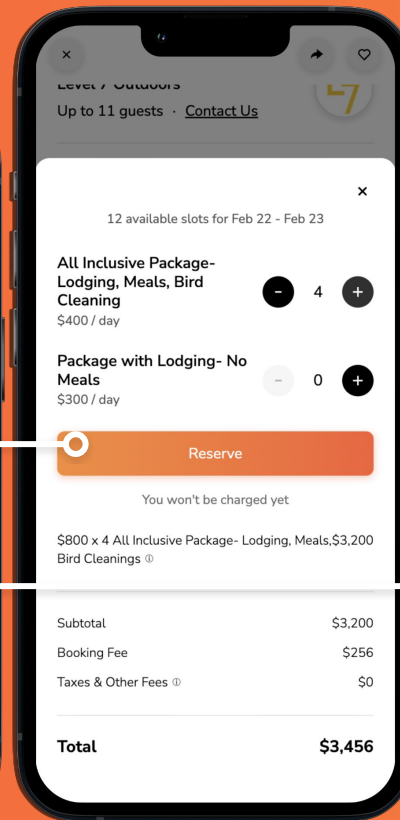 Level 7 Outdoors
Up to 11 guests · Contact Us
12 available slots for Feb 22 - Feb 23
All Inclusive Package-
Lodging, Meals, Bird
Cleaning
$400 / day
- 4 +
Package with Lodging- No
Meals
$300 / day
- 0 +
Reserve
You won't be charged yet
$800 x 4 All Inclusive Package- Lodging, Meals, $3,200
Bird Cleanings
Subtotal $3,200
Booking Fee $256
Taxes & Other Fees $0
Total $3,456